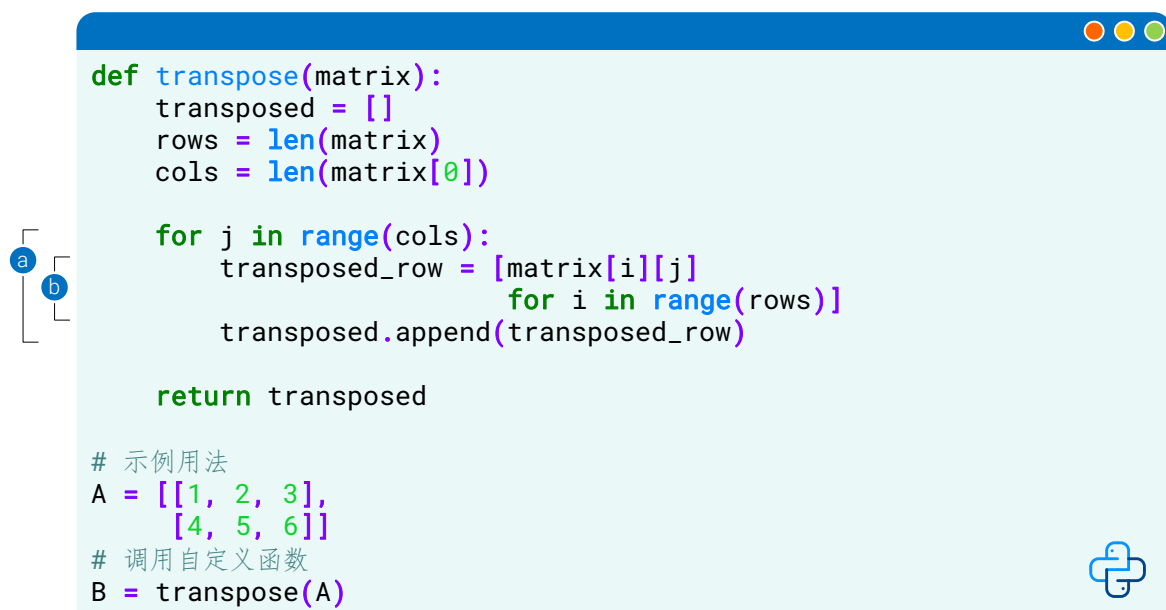 def transpose(matrix):
    transposed = []
    rows = len(matrix)
    cols = len(matrix[0])
    for j in range(cols):
a
        transposed_row = [matrix[i][j]
b
                          for i in range(rows)]
        transposed.append(transposed_row)
    return transposed
# 示例用法
A = [[1, 2, 3],
     [4, 5, 6]]
# 调用自定义函数
B = transpose(A)